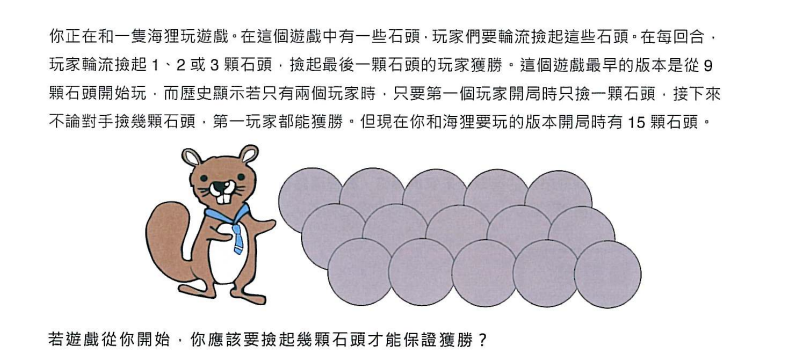 你正在和一隻海狸玩遊戲。在這個遊戲中有一些石頭，玩家們要輪流撿起這些石頭。在每回合，
玩家輪流撿起 1、2 或 3 顆石頭，撿起最後一顆石頭的玩家獲勝。這個遊戲最早的版本是從 9
顆石頭開始玩，而歷史顯示若只有兩個玩家時，只要第一個玩家開局時只撿一顆石頭，接下來
不論對手撿幾顆石頭，第一玩家都能獲勝。但現在你和海狸要玩的版本開局時有 15 顆石頭。
若遊戲從你開始，你應該要撿起幾顆石頭才能保證獲勝？